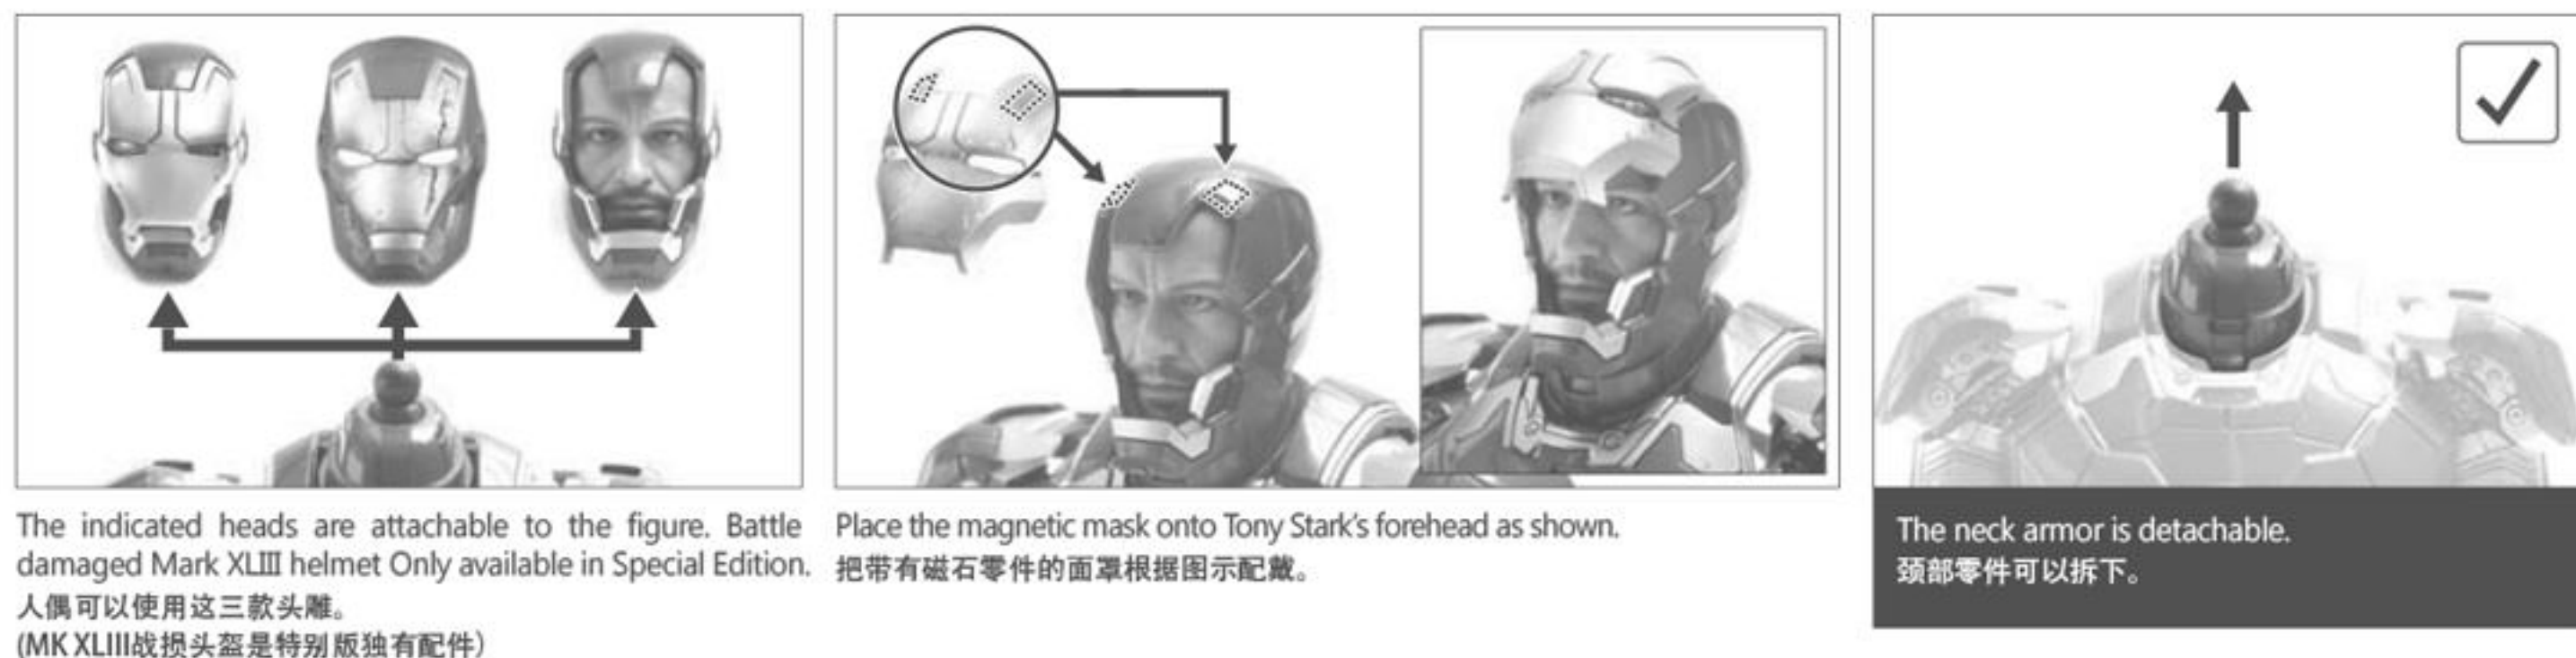 The indicated heads are attachable to the figure. Battle
damaged Mark XLIII helmet Only available in Special Edition.
人偶可以使用这三款头雕。
(MK XLIII战损头盔是特别版独有配件)
Place the magnetic mask onto Tony Stark's forehead as shown.
把带有磁石零件的面罩根据图示配戴。
The neck armor is detachable.
颈部零件可以拆下。